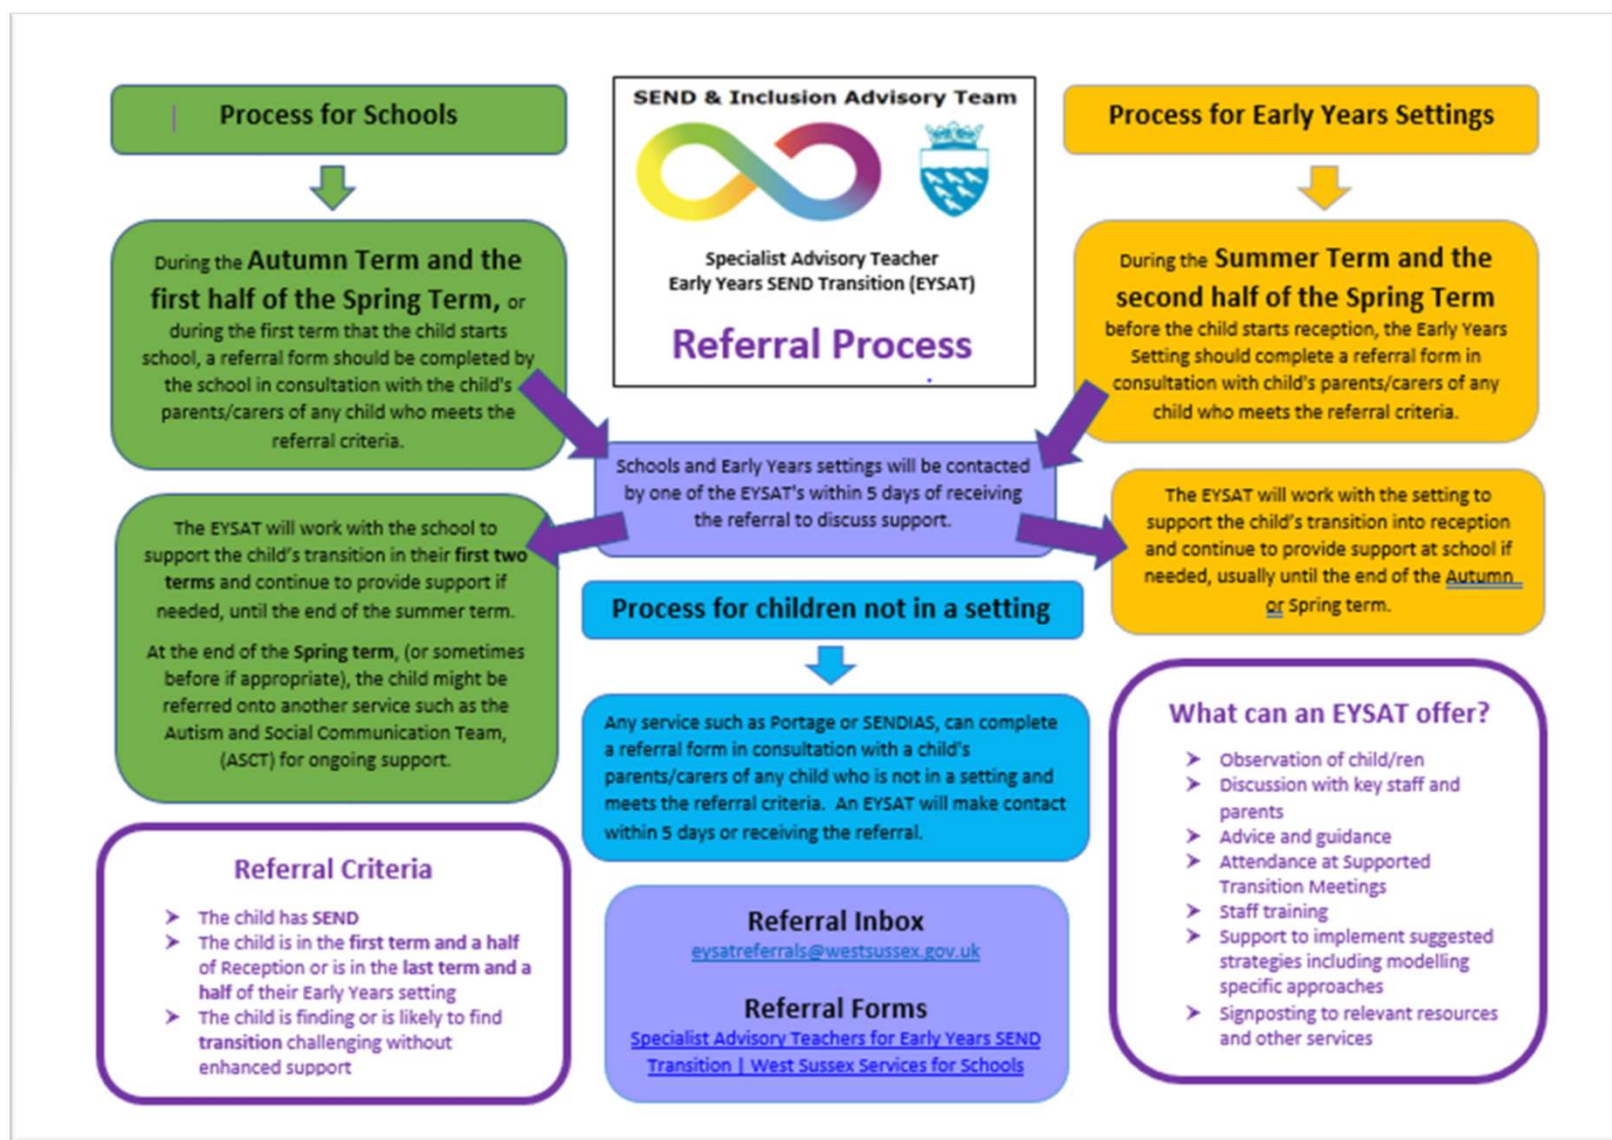 Process for Schools
During the Autumn Term and the
first half of the Spring Term, or
during the first term that the child starts
school, a referral form should be completed by
the school in consultation with the child's
parents/carers of any child who meets the
referral criteria.
The EYSAT will work with the school to
support the child's transition in their first two
terms and continue to provide support if
needed, until the end of the summer term.
At the end of the Spring term, (or sometimes
before if appropriate), the child might be
referred onto another service such as the
Autism and Social Communication Team,
(ASCT) for ongoing support.
Referral Criteria
➤ The child has SEND
➤ The child is in the first term and a half
of Reception or is in the last term and a
half of their Early Years setting
➤ The child is finding or is likely to find
transition challenging without
enhanced support
SEND & Inclusion Advisory Team
Specialist Advisory Teacher
Early Years SEND Transition (EYSAT)
Referral Process
Schools and Early Years settings will be contacted
by one of the EYSAT's within 5 days of receiving
the referral to discuss support.
Process for children not in a setting
Any service such as Portage or SENDIAS, can complete
a referral form in consultation with a child's
parents/carers of any child who is not in a setting and
meets the referral criteria. An EYSAT will make contact
within 5 days or receiving the referral.
Referral Inbox
eysatreferrals@westsussex.gov.uk
Referral Forms
Specialist Advisory Teachers for Early Years SEND
Transition | West Sussex Services for Schools
Process for Early Years Settings
During the Summer Term and the
second half of the Spring Term
before the child starts reception, the Early Years
Setting should complete a referral form in
consultation with child's parents/carers of any
child who meets the referral criteria.
The EYSAT will work with the setting to
support the child's transition into reception
and continue to provide support at school if
needed, usually until the end of the Autumn
or Spring term.
What can an EYSAT offer?
➤ Observation of child/ren
➤ Discussion with key staff and
parents
➤ Advice and guidance
➤ Attendance at Supported
Transition Meetings
➤ Staff training
➤ Support to implement suggested
strategies including modelling
specific approaches
➤ Signposting to relevant resources
and other services